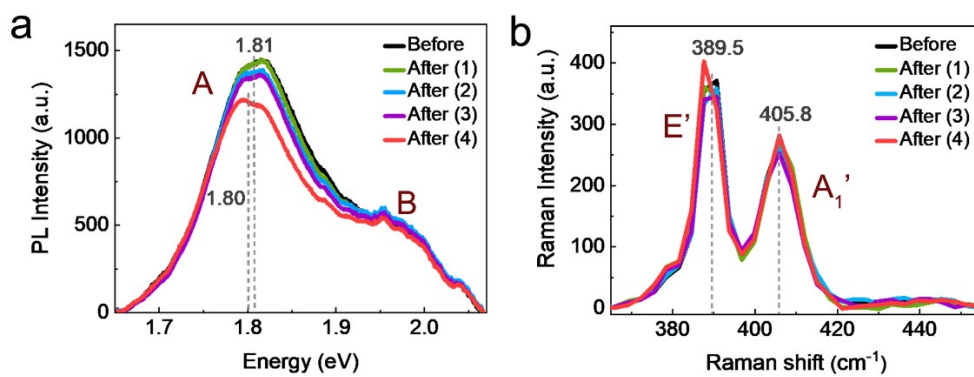 a
1500
1000
500
0
PL Intensity (a.u.)
1.7
1.8
1.9
2.0
Energy (eV)
1.81
1.80
A
B
Before
After (1)
After (2)
After (3)
After (4)
b
400
300
200
100
0
Raman Intensity (a.u.)
380
400
420
440
Raman shift (cm⁻¹)
389.5
405.8
E’
A₁’
Before
After (1)
After (2)
After (3)
After (4)